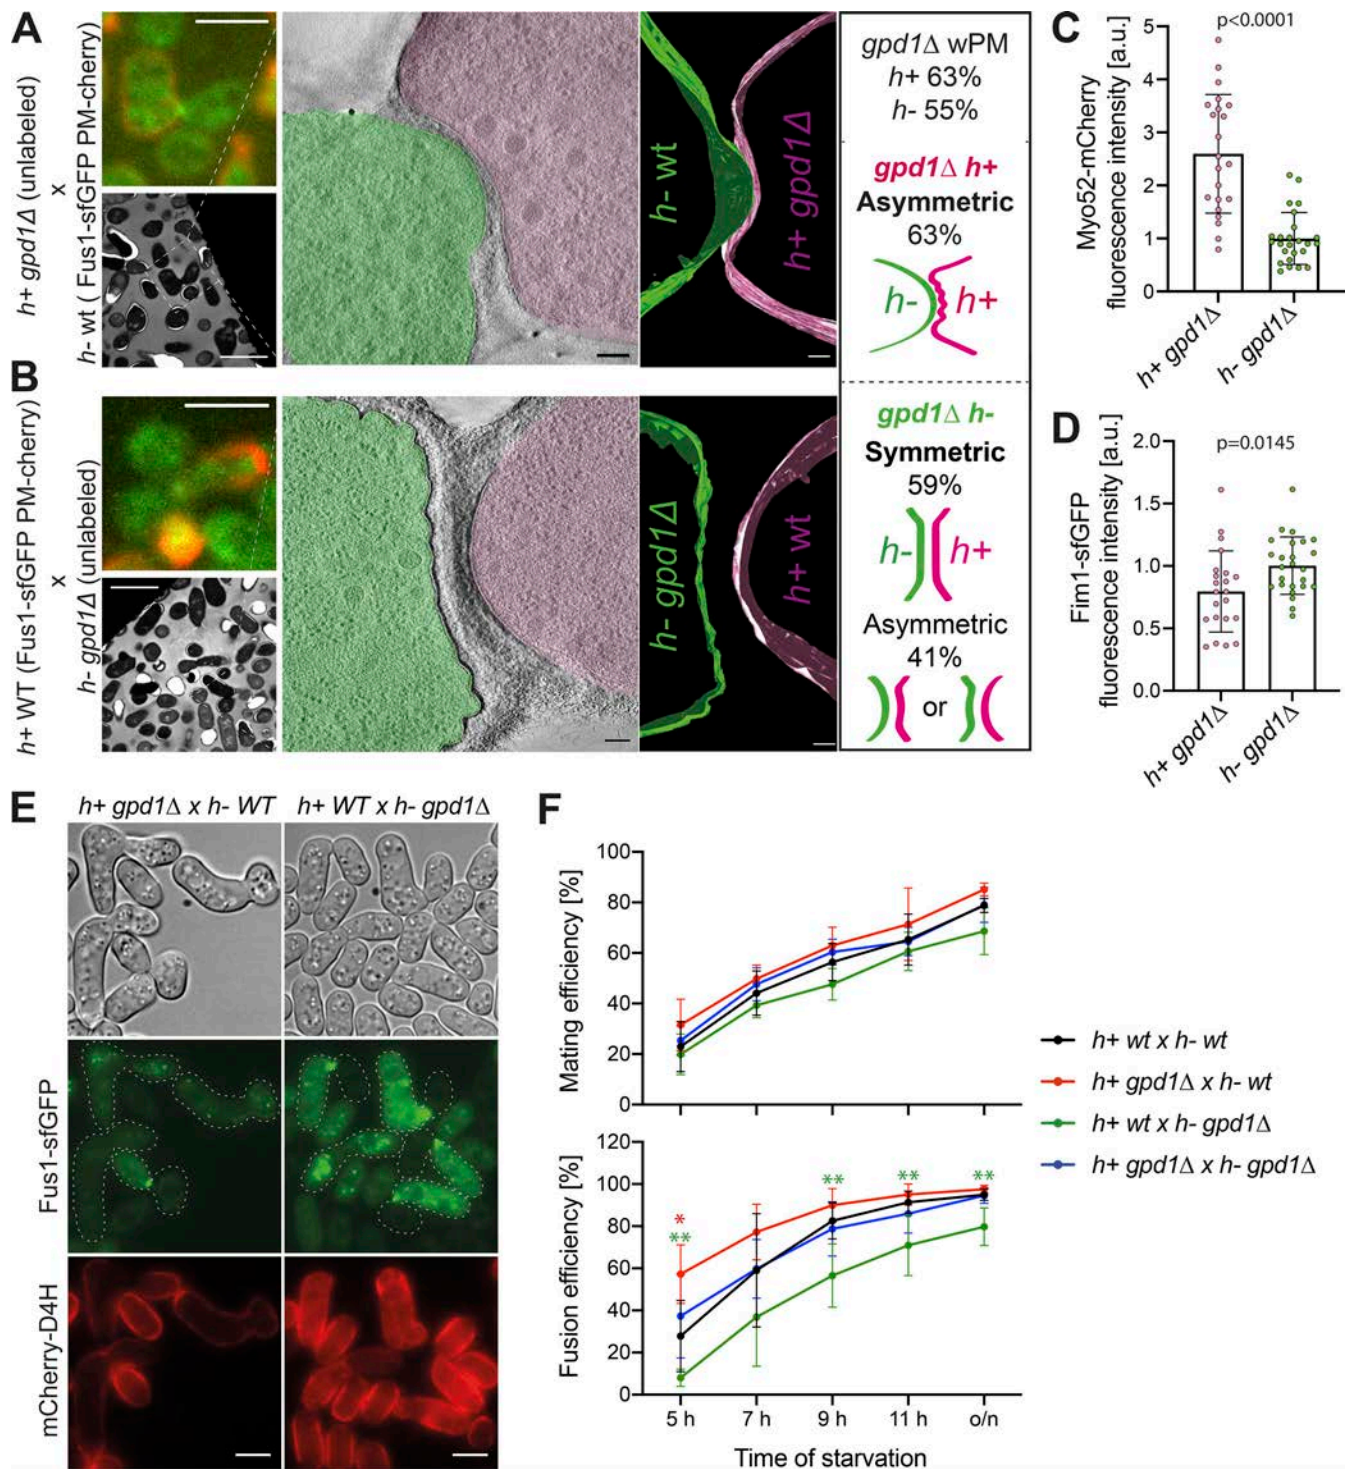 A
h+ gpd1Δ (unlabeled)
x
h- wt ( Fus1-sfGFP PM-cherry)
h- wt
h+ gpd1Δ
B
h+ WT (Fus1-sfGFP PM-cherry)
x
h- gpd1Δ (unlabeled)
h- gpd1Δ
h+ wt
gpd1Δ wPM
h+ 63%
h- 55%
gpd1Δ h+
Asymmetric
63%
h- h+
gpd1Δ h-
Symmetric
59%
h- h+
Asymmetric
41%
or
C
p<0.0001
Myo52-mCherry
fluorescence intensity [a.u.]
5
4
3
2
1
0
h+ gpd1Δ
h- gpd1Δ
D
p=0.0145
Fim1-sfGFP
fluorescence intensity [a.u.]
2.0
1.5
1.0
0.5
0.0
h+ gpd1Δ
h- gpd1Δ
E
h+ gpd1Δ x h- WT
h+ WT x h- gpd1Δ
Fus1-sfGFP
mCherry-D4H
F
Mating efficiency [%]
100
80
60
40
20
0
Fusion efficiency [%]
120
100
80
60
40
20
0
*
**
**
**
**
5 h 7 h 9 h 11 h o/n
Time of starvation
h+ wt x h- wt
h+ gpd1Δ x h- wt
h+ wt x h- gpd1Δ
h+ gpd1Δ x h- gpd1Δ